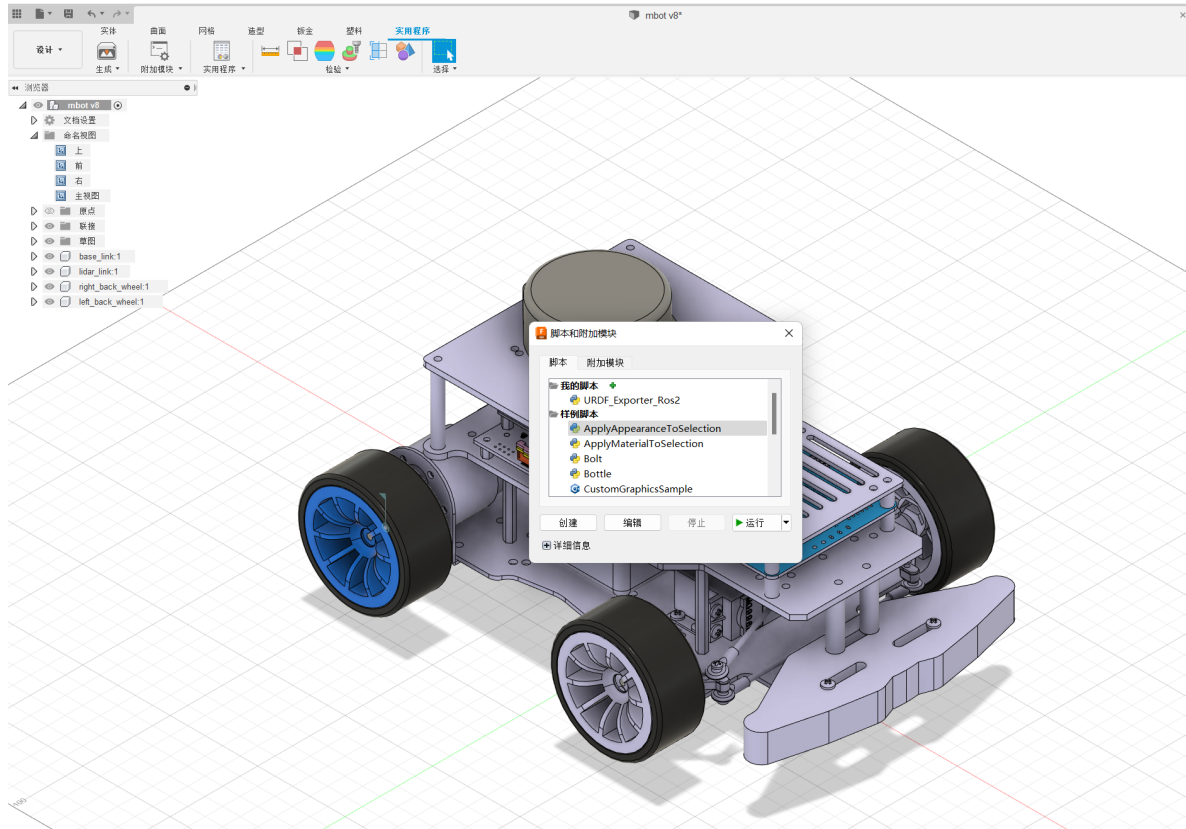 mbot v8*
实体 曲面 网格 造型 钣金 塑料 实用程序
设计
生成 附加模块 实用程序 检验 选择
浏览器
mbot v8
文档设置
命名视图
上
前
右
主视图
原点
联接
草图
base_link:1
lidar_link:1
right_back_wheel:1
left_back_wheel:1
脚本和附加模块
脚本 附加模块
我的脚本
URDF_Exporter_Ros2
样例脚本
ApplyAppearanceToSelection
ApplyMaterialToSelection
Bolt
Bottle
CustomGraphicsSample
创建 编辑 停止 运行
详细信息